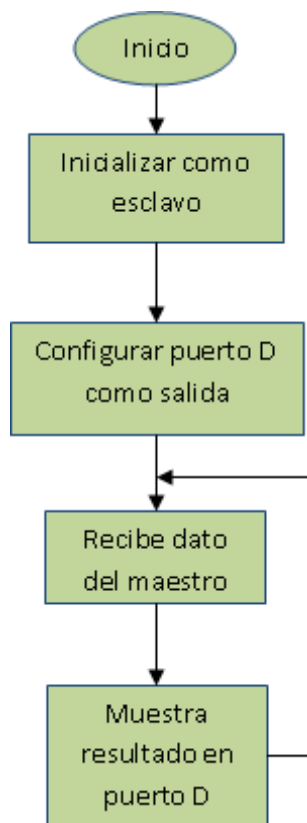 Inicio
Inicializar como
esclavo
Configurar puerto D
como salida
Recibe dato
del maestro
Muestra
resultado en
puerto D